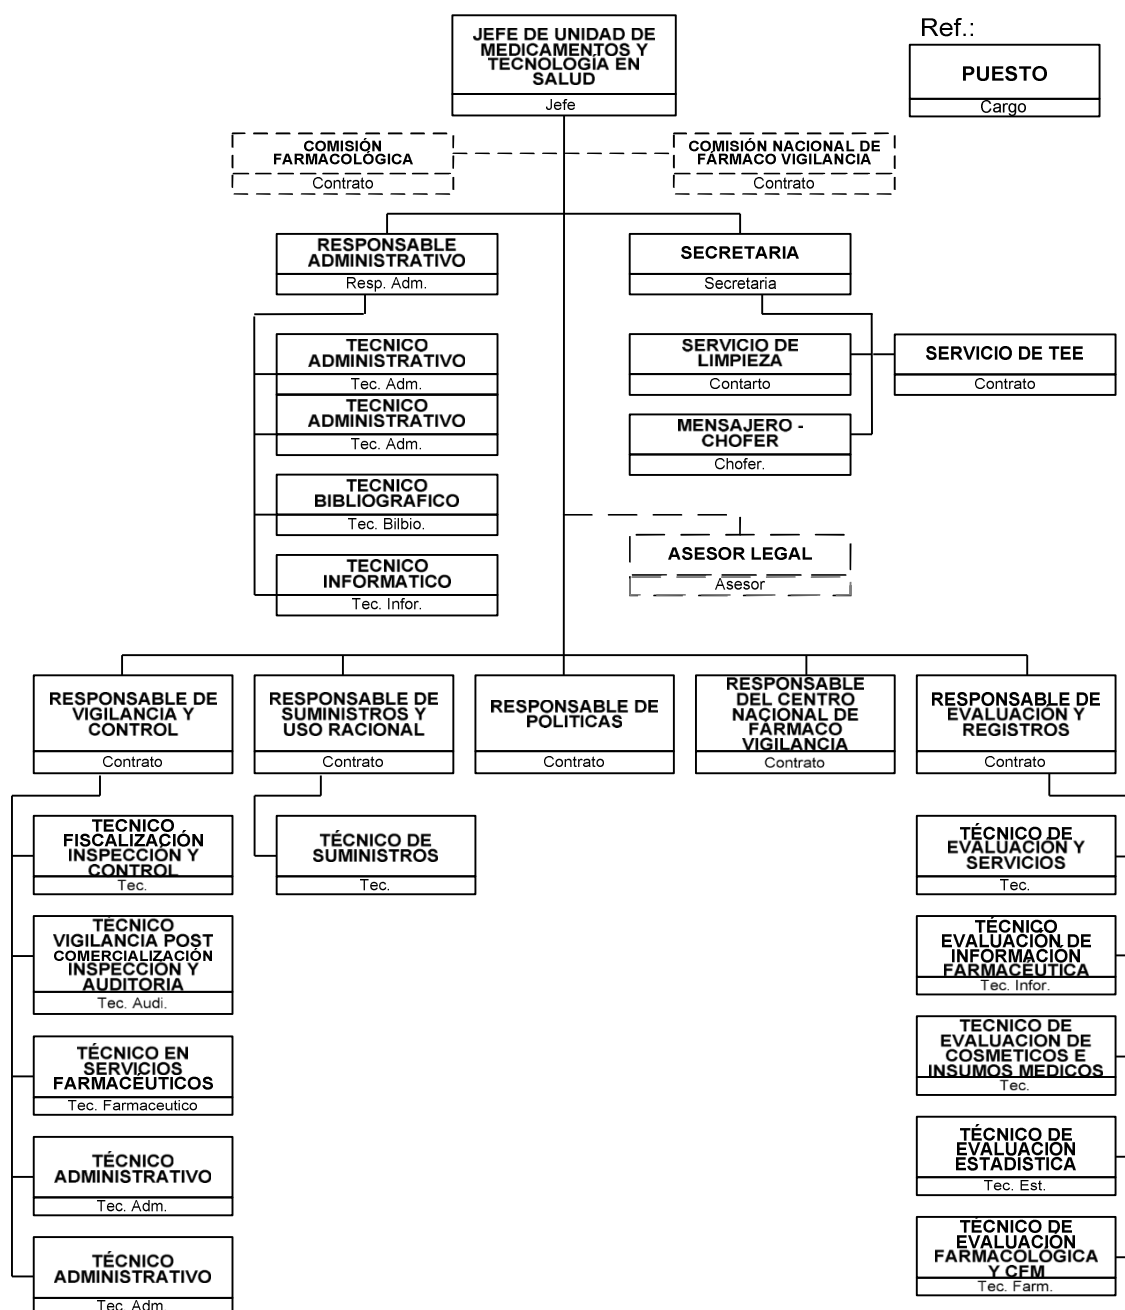 JEFE DE UNIDAD DE
MEDICAMENTOS Y
TECNOLOGÍA EN
SALUD
Jefe
Ref.:
PUESTO
Cargo
COMISIÓN
FARMACOLÓGICA
Contrato
COMISIÓN NACIONAL DE
FÁRMACO VIGILANCIA
Contrato
RESPONSABLE
ADMINISTRATIVO
Resp. Adm.
SECRETARIA
Secretaria
TECNICO
ADMINISTRATIVO
Tec. Adm.
TECNICO
ADMINISTRATIVO
Tec. Adm.
TECNICO
BIBLIOGRAFICO
Tec. Bilbio.
TECNICO
INFORMATICO
Tec. Infor.
SERVICIO DE
LIMPIEZA
Contarto
SERVICIO DE TEE
Contrato
MENSAJERO -
CHOFER
Chofer.
ASESOR LEGAL
Asesor
RESPONSABLE DE
VIGILANCIA Y
CONTROL
Contrato
RESPONSABLE DE
SUMINISTROS Y
USO RACIONAL
Contrato
RESPONSABLE DE
POLITICAS
Contrato
RESPONSABLE
DEL CENTRO
NACIONAL DE
FÁRMACO
VIGILANCIA
Contrato
RESPONSABLE DE
EVALUACIÓN Y
REGISTROS
Contrato
TECNICO
FISCALIZACIÓN
INSPECCIÓN Y
CONTROL
Tec.
TÉCNICO
VIGILANCIA POST
COMERCIALIZACIÓN
INSPECCIÓN Y
AUDITORIA
Tec. Audi.
TÉCNICO EN
SERVICIOS
FARMACÉUTICOS
Tec. Farmaceutico
TÉCNICO
ADMINISTRATIVO
Tec. Adm.
TÉCNICO
ADMINISTRATIVO
Tec. Adm.
TÉCNICO DE
SUMINISTROS
Tec.
TÉCNICO DE
EVALUACIÓN Y
SERVICIOS
Tec.
TÉCNICO
EVALUACIÓN DE
INFORMACIÓN
FARMACÉUTICA
Tec. Infor.
TECNICO DE
EVALUACION DE
COSMETICOS E
INSUMOS MEDICOS
Tec.
TÉCNICO DE
EVALUACIÓN
ESTADÍSTICA
Tec. Est.
TÉCNICO DE
EVALUACIÓN
FARMACOLÓGICA
Y CFM
Tec. Farm.